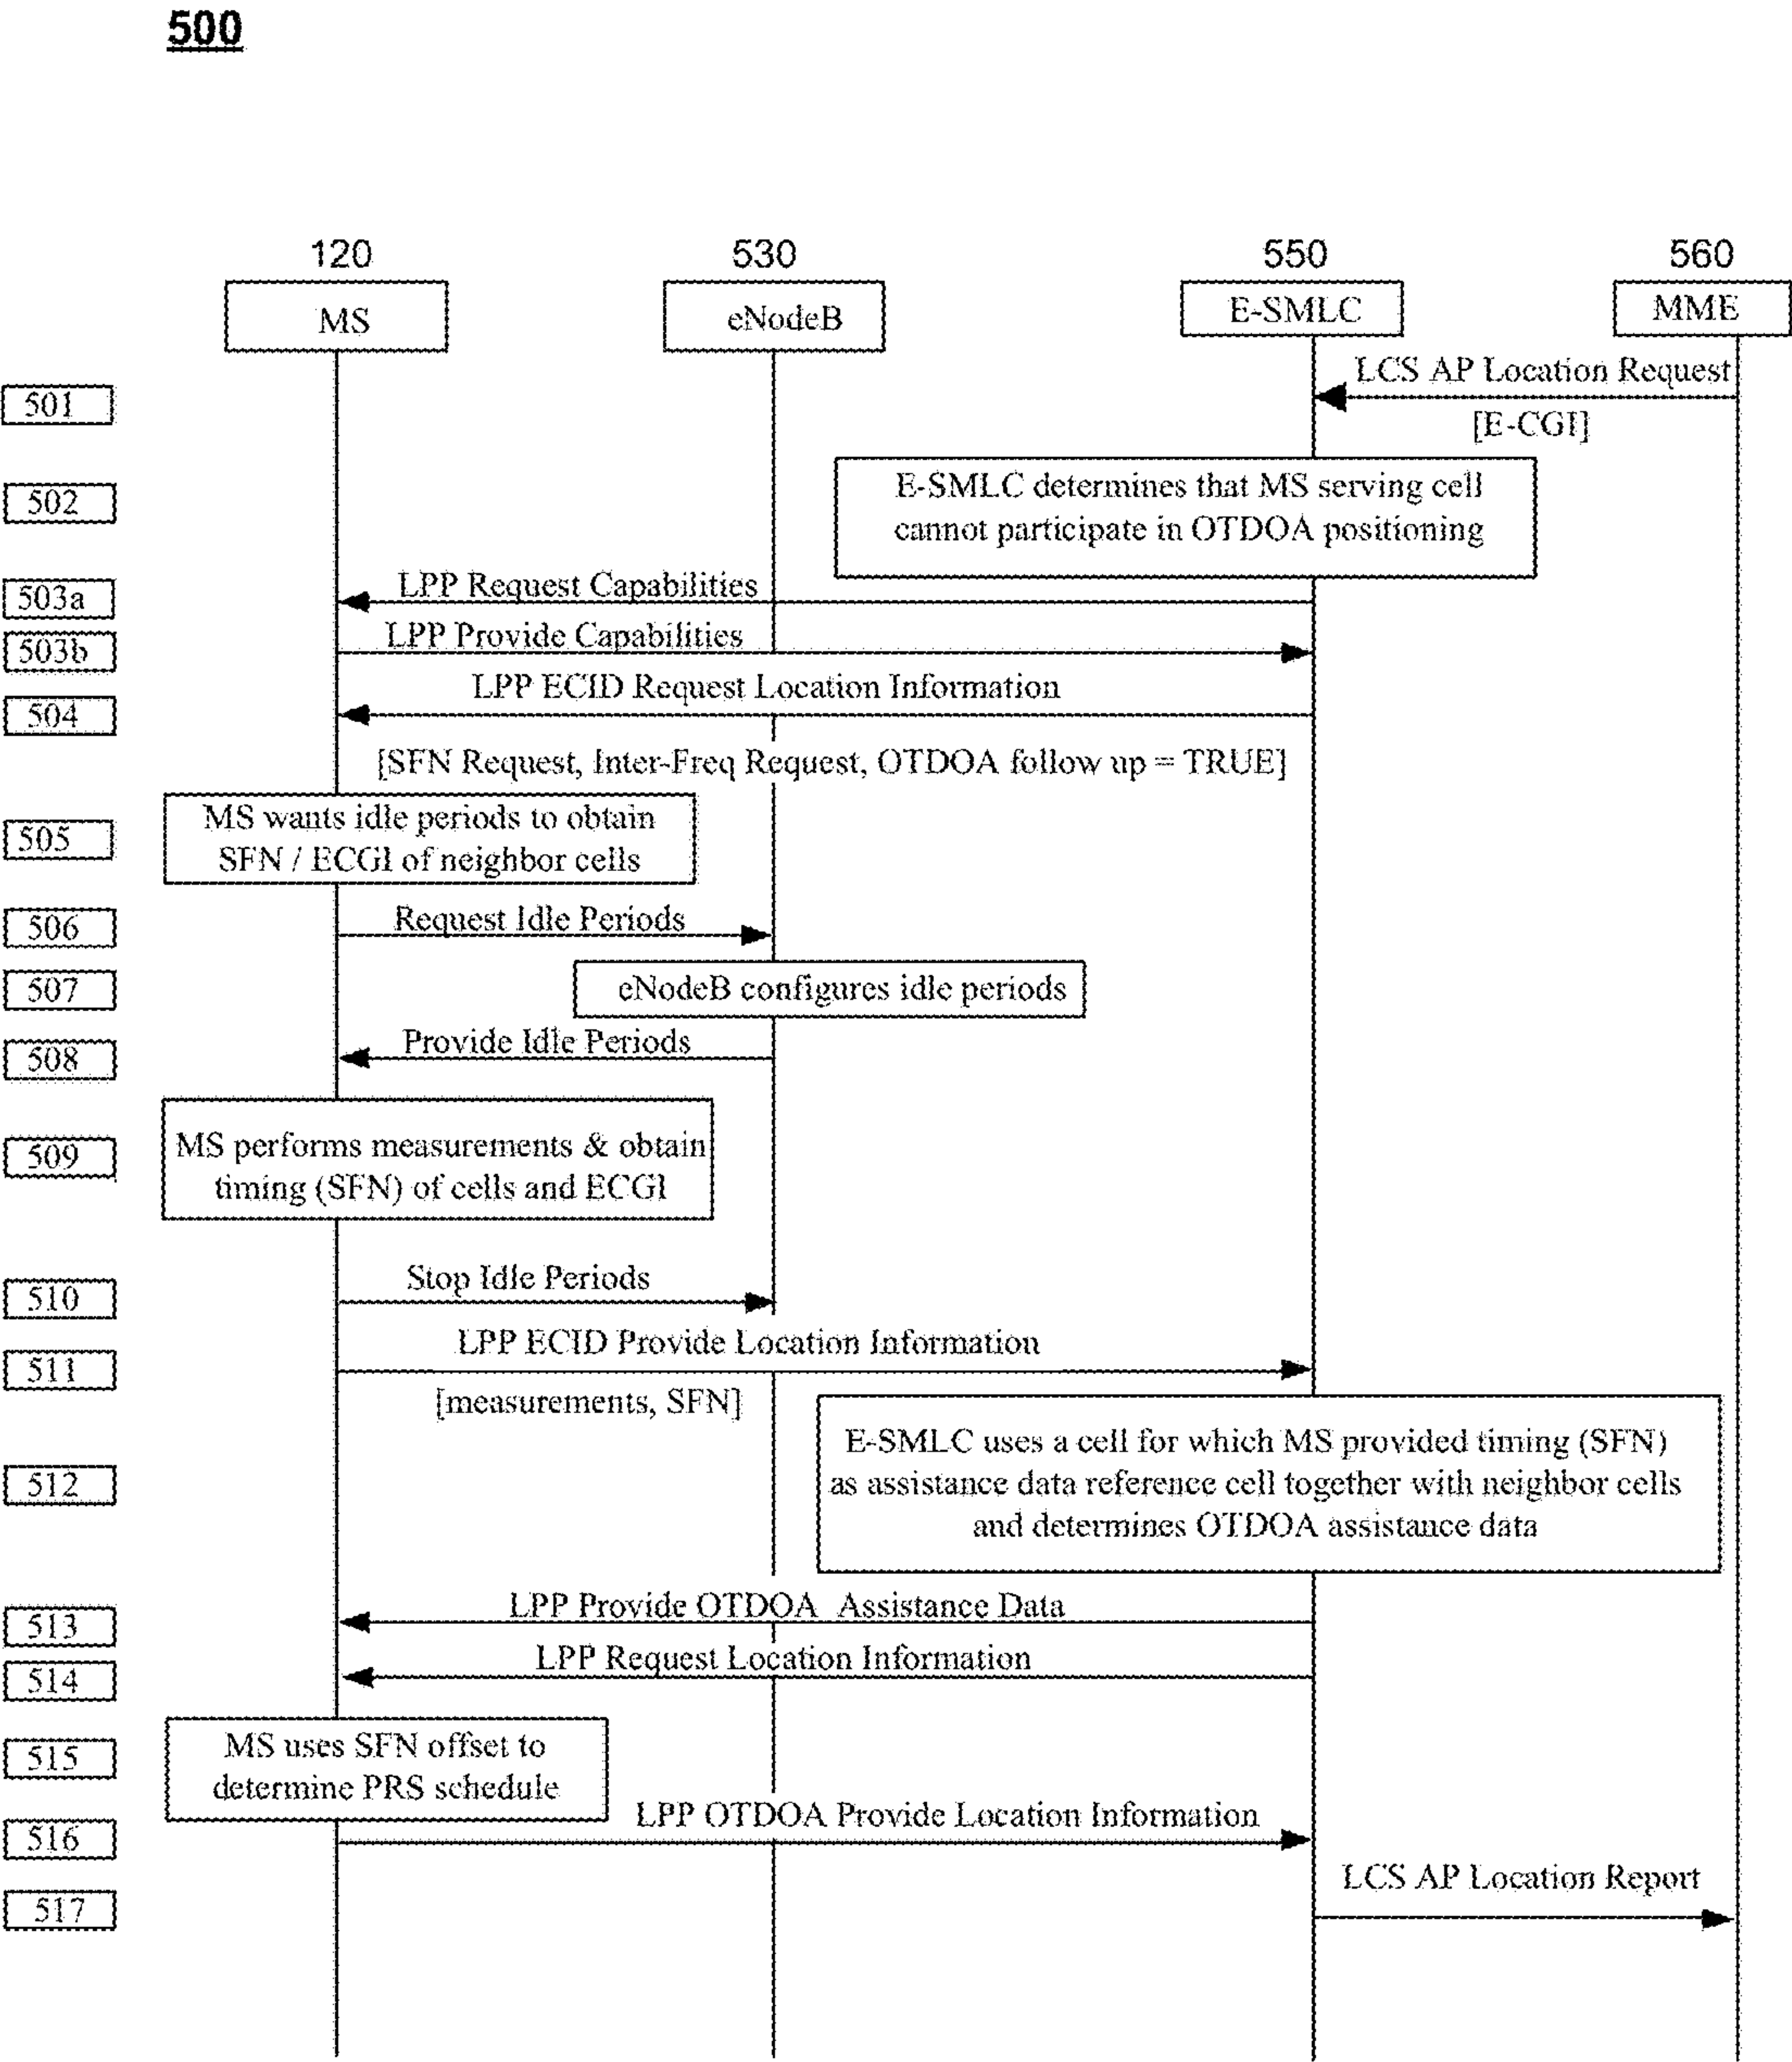 500
120 530 550 560
MS eNodeB E-SMLC MME
LCS AP Location Request
501
[E-CGI]
502
E-SMLC determines that MS serving cell
cannot participate in OTDOA positioning
503a
LPP Request Capabilities
503b
LPP Provide Capabilities
LPP ECID Request Location Information
504
[SFN Request, Inter-Freq Request, OTDOA follow up = TRUE]
505
MS wants idle periods to obtain
SFN / ECGI of neighbor cells
506
Request Idle Periods
507
eNodeB configures idle periods
508
Provide Idle Periods
509
MS performs measurements & obtain
timing (SFN) of cells and ECGI
510
Stop Idle Periods
LPP ECID Provide Location Information
511
[measurements, SFN]
512
E-SMLC uses a cell for which MS provided timing (SFN)
as assistance data reference cell together with neighbor cells
and determines OTDOA assistance data
513
LPP Provide OTDOA Assistance Data
514
LPP Request Location Information
515
MS uses SFN offset to
determine PRS schedule
516
LPP OTDOA Provide Location Information
LCS AP Location Report
517